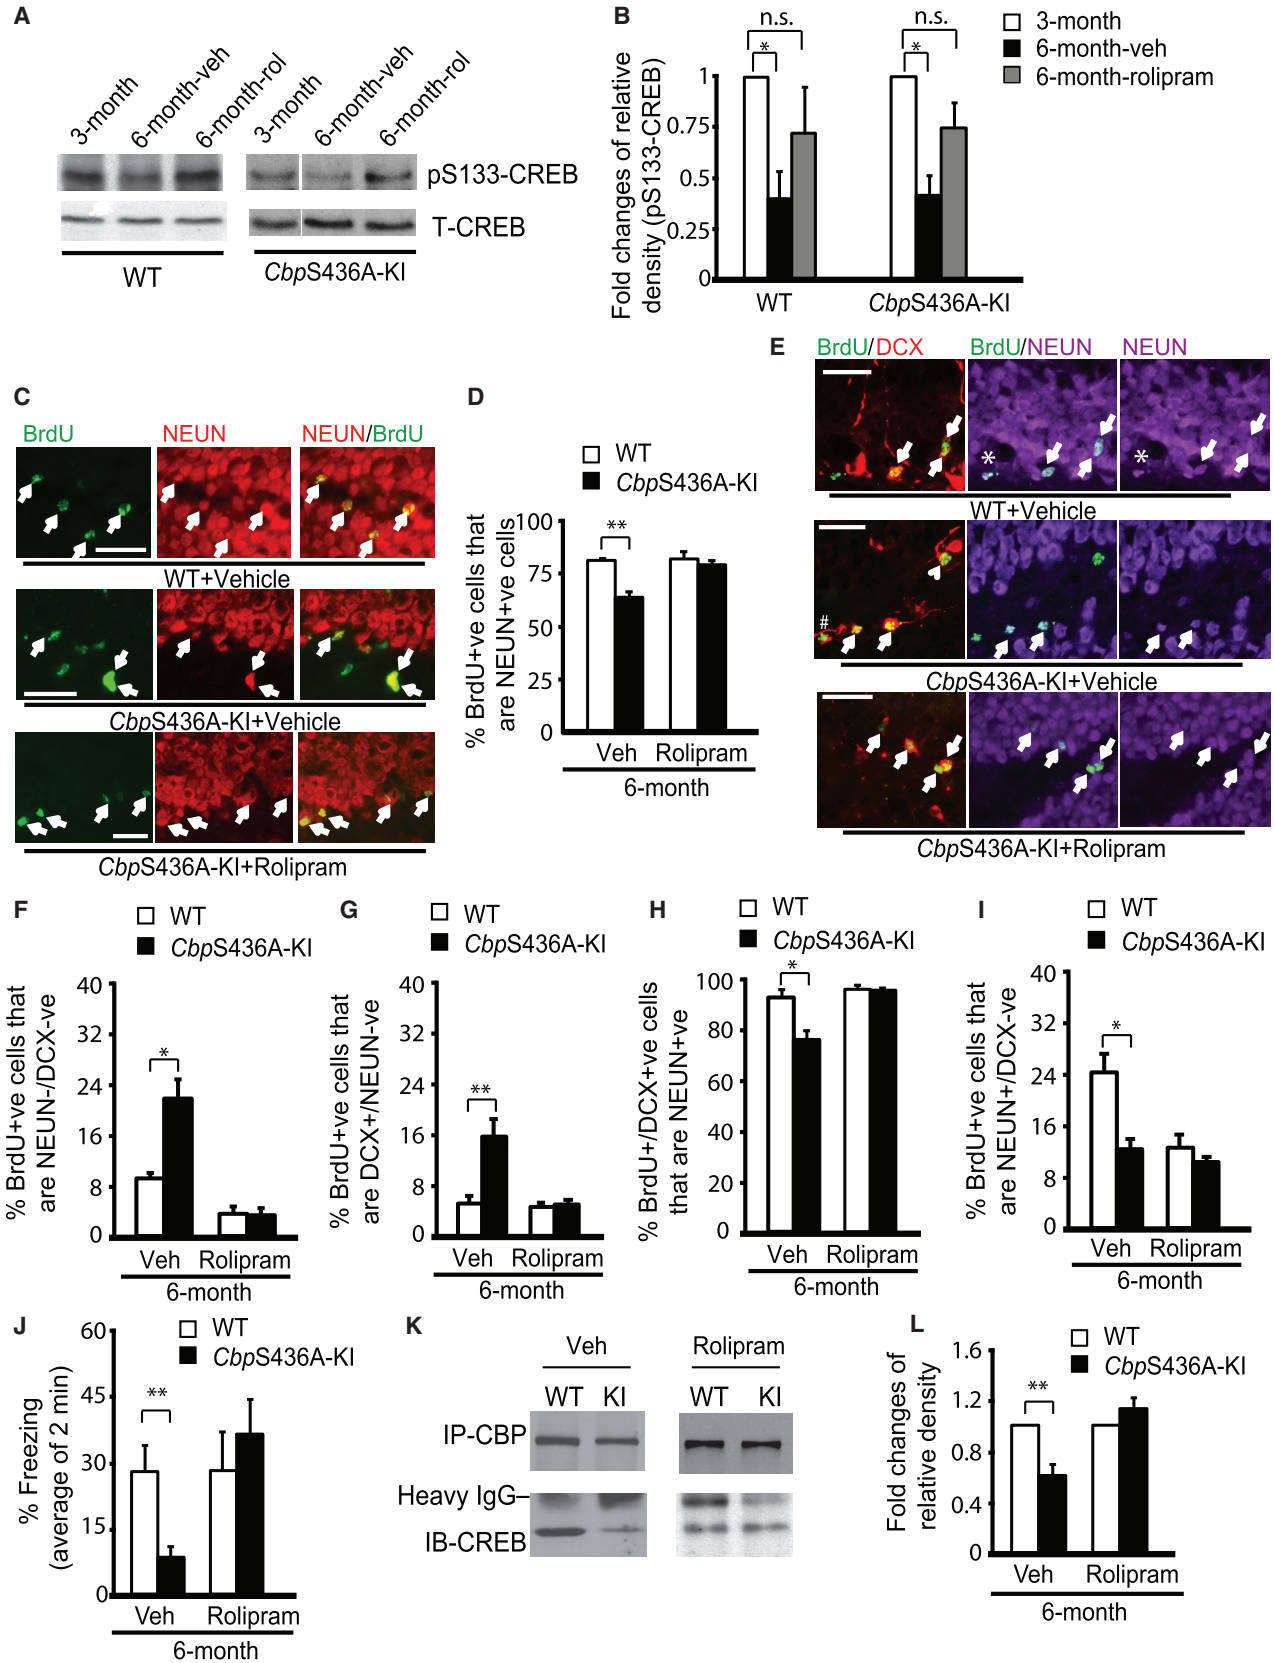 A
3-month
6-month-veh
6-month-rol
3-month
6-month-veh
6-month-rol
pS133-CREB
T-CREB
WT
CbpS436A-KI
B
n.s.
n.s.
*
*
3-month
6-month-veh
6-month-rolipram
Fold changes of relative
density (pS133-CREB)
1
0.75
0.5
0.25
0
WT
CbpS436A-KI
C
BrdU
NEUN
NEUN/BrdU
WT+Vehicle
CbpS436A-KI+Vehicle
CbpS436A-KI+Rolipram
D
WT
CbpS436A-KI
% BrdU+ve cells that
are NEUN+ve cells
100
75
50
25
0
**
Veh
Rolipram
6-month
E
BrdU/DCX
BrdU/NEUN
NEUN
*
*
WT+Vehicle
#
CbpS436A-KI+Vehicle
CbpS436A-KI+Rolipram
F
WT
CbpS436A-KI
% BrdU+ve cells that
are NEUN-/DCX-ve
40
32
24
16
8
0
*
Veh
Rolipram
6-month
G
WT
CbpS436A-KI
% BrdU+ve cells that
are DCX+/NEUN-ve
40
32
24
16
8
0
**
Veh
Rolipram
6-month
H
WT
CbpS436A-KI
% BrdU+/DCX+ve cells
that are NEUN+ve
100
80
60
40
20
0
*
Veh
Rolipram
6-month
I
WT
CbpS436A-KI
% BrdU+ve cells that
are NEUN+/DCX-ve
40
32
24
16
8
0
*
Veh
Rolipram
6-month
J
WT
CbpS436A-KI
% Freezing
(average of 2 min)
60
45
30
15
0
**
Veh
Rolipram
6-month
K
Veh
Rolipram
WT
KI
WT
KI
IP-CBP
Heavy IgG–
IB-CREB
L
WT
CbpS436A-KI
Fold changes of
relative density
1.6
1.2
0.8
0.4
0
**
Veh
Rolipram
6-month